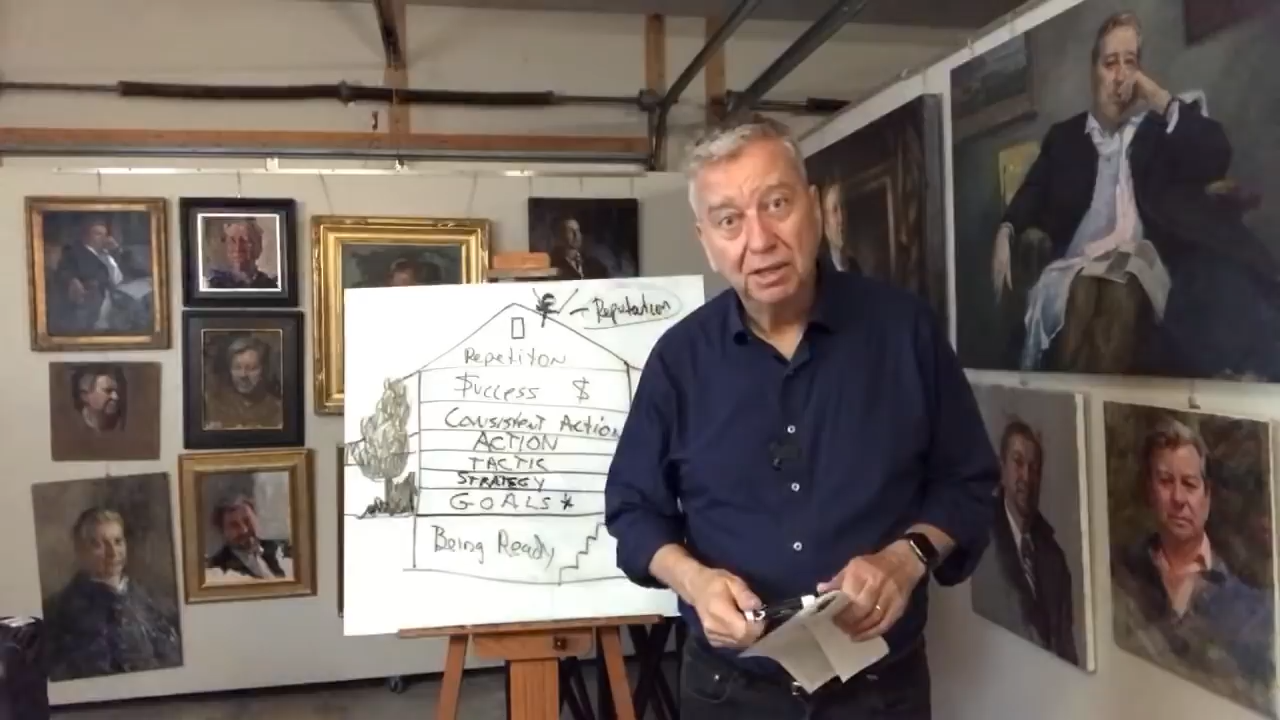 Reputation
Repetiton
$uccess $
Consistent Action
ACTION
TACTIC
STRATEGY
GOALS *
Being Ready